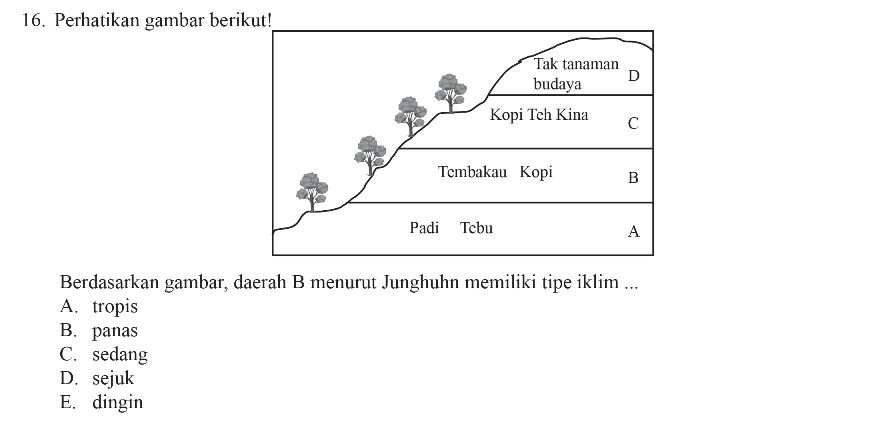 16. Perhatikan gambar berikut!
Tak tanaman
budaya D
Kopi Teh Kina C
Tembakau Kopi B
Padi Tebu A
Berdasarkan gambar, daerah B menurut Junghuhn memiliki tipe iklim ...
A. tropis
B. panas
C. sedang
D. sejuk
E. dingin